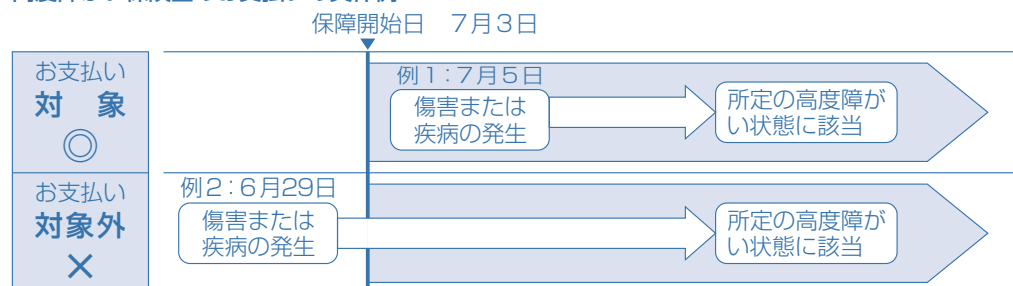 保障開始日　7月3日
お支払い
対　象
◎
例1：7月5日
傷害または
疾病の発生
所定の高度障が
い状態に該当
お支払い
対象外
×
例2：6月29日
傷害または
疾病の発生
所定の高度障が
い状態に該当